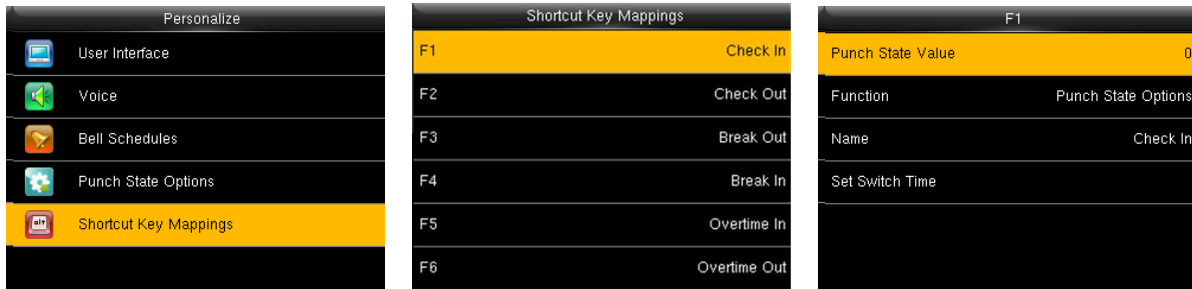 Personalize
User Interface
Voice
Bell Schedules
Punch State Options
alt Shortcut Key Mappings
Shortcut Key Mappings
F1 Check In
F2 Check Out
F3 Break Out
F4 Break In
F5 Overtime In
F6 Overtime Out
F1
Punch State Value 0
Function Punch State Options
Name Check In
Set Switch Time